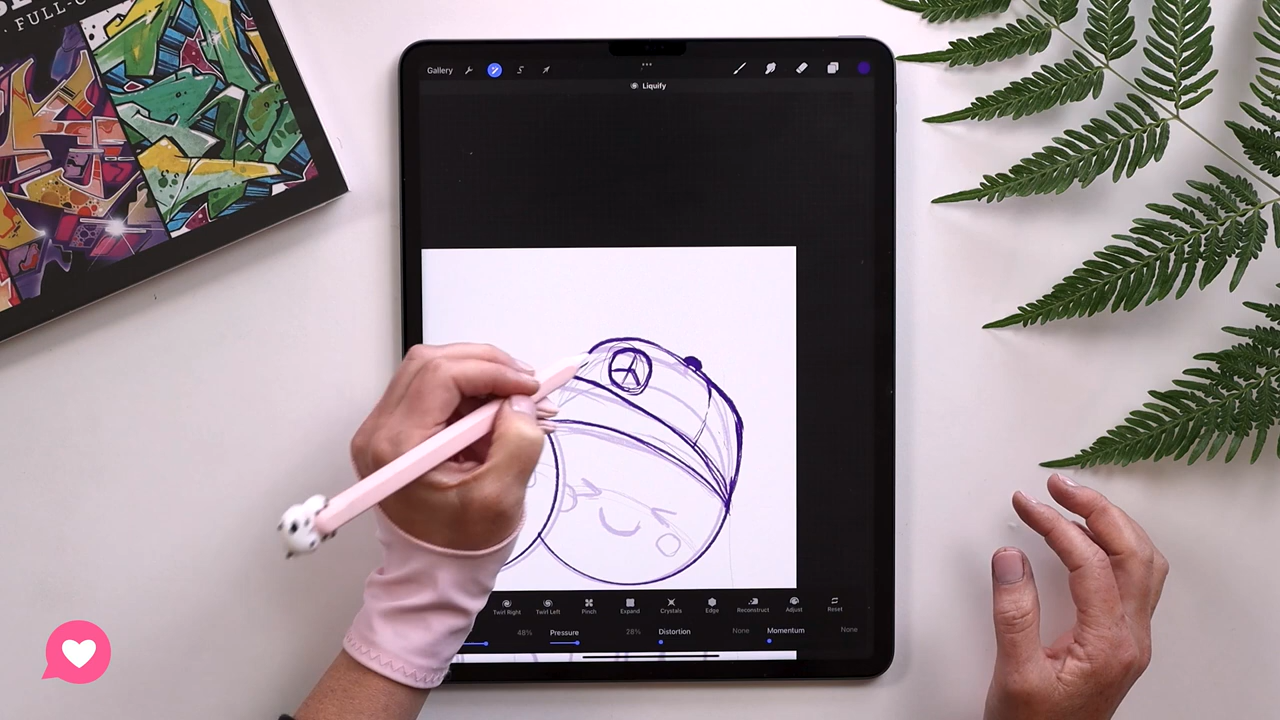 FULL-C
Gallery
Liquify
Twirl Right
Twirl Left
Pinch
Expand
Crystals
Edge
Reconstruct
Adjust
Reset
48%
Pressure
28%
Distortion
None
Momentum
None